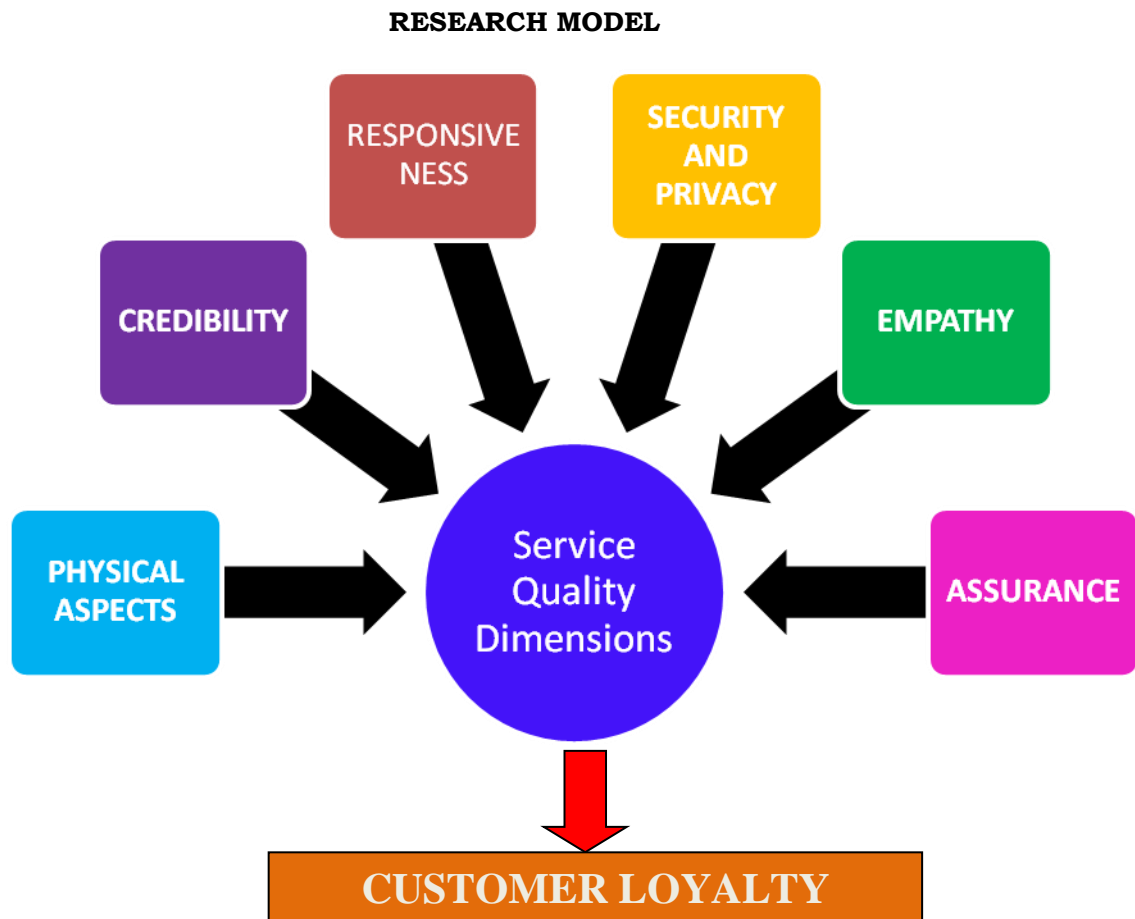 RESEARCH MODEL
RESPONSIVE
NESS
SECURITY
AND
PRIVACY
CREDIBILITY
EMPATHY
PHYSICAL
ASPECTS
Service
Quality
Dimensions
ASSURANCE
CUSTOMER LOYALTY